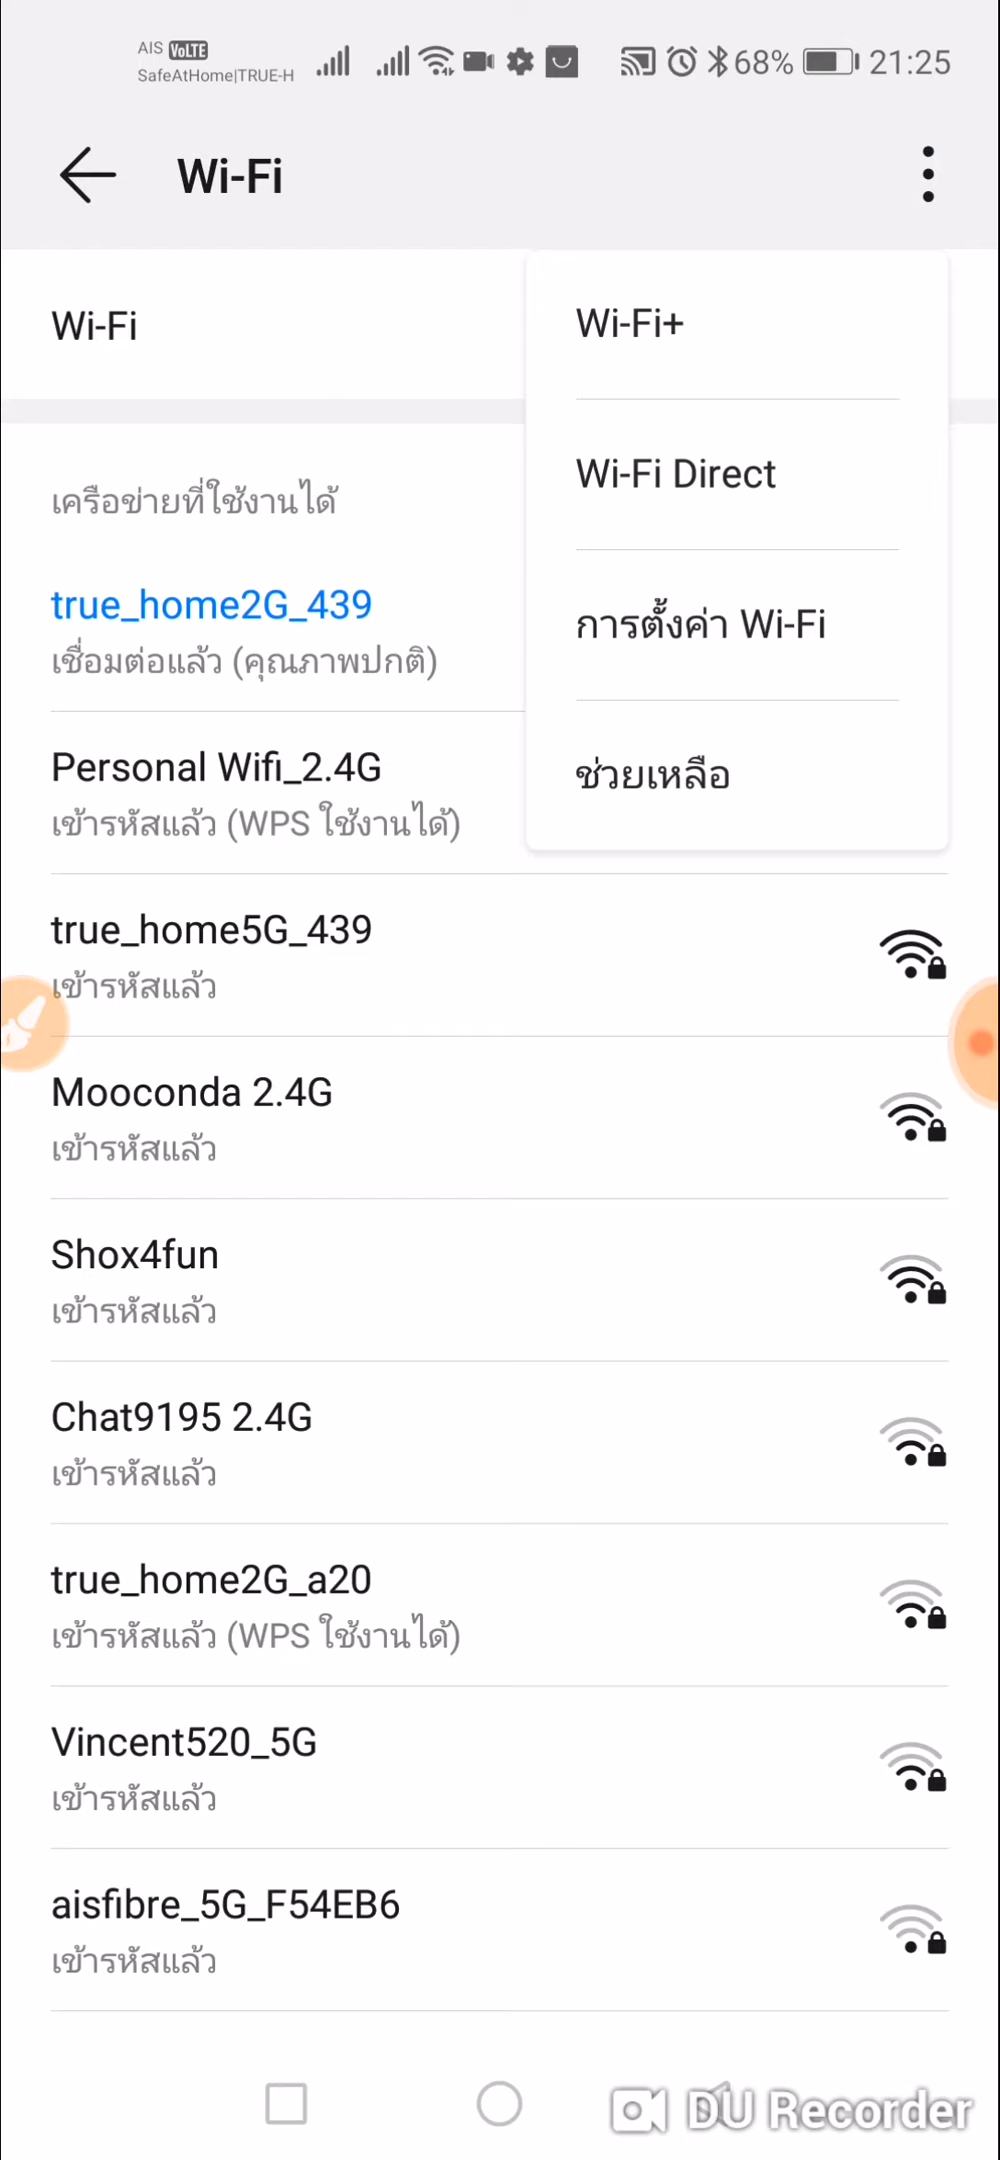 AIS VoLTE
SafeAtHome|TRUE-H
68% 21:25
Wi-Fi
Wi-Fi
Wi-Fi+
Wi-Fi Direct
การตั้งค่า Wi-Fi
ช่วยเหลือ
เครือข่ายที่ใช้งานได้
true_home2G_439
เชื่อมต่อแล้ว (คุณภาพปกติ)
Personal Wifi_2.4G
เข้ารหัสแล้ว (WPS ใช้งานได้)
true_home5G_439
เข้ารหัสแล้ว
Mooconda 2.4G
เข้ารหัสแล้ว
Shox4fun
เข้ารหัสแล้ว
Chat9195 2.4G
เข้ารหัสแล้ว
true_home2G_a20
เข้ารหัสแล้ว (WPS ใช้งานได้)
Vincent520_5G
เข้ารหัสแล้ว
aisfibre_5G_F54EB6
เข้ารหัสแล้ว
DU Recorder